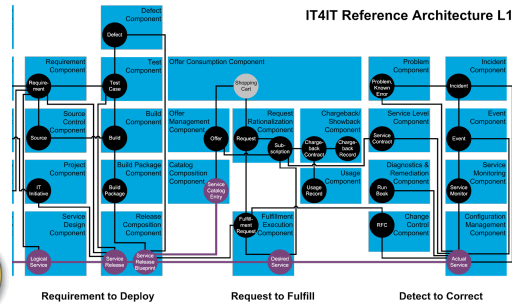 IT4IT Reference Architecture L1
Defect
Component
Defect
Requirement
Component
Require-
ment
Test
Component
Test
Case
Offer Consumption Component
Shopping
Cart
Problem
Component
Problem,
Known
Error
Incident
Component
Incident
Source
Control
Component
Source
Build
Component
Build
Offer
Management
Component
Offer
Request
Rationalization
Component
Request
Sub-
scription
Chargeback/
Showback
Component
Charge-
back
Contract
Charge-
back
Record
Service Level
Component
Service
Contract
Event
Component
Event
Project
Component
IT
Initiative
Build Package
Component
Build
Package
Catalog
Composition
Component
Service
Catalog
Entry
Usage
Component
Usage
Record
Diagnostics &
Remediation
Component
Run
Book
Service
Monitoring
Component
Service
Monitor
Service
Design
Component
Logical
Service
Release
Composition
Component
Service
Release
Service
Release
Blueprint
Fulfillment
Execution
Component
Fulfill-
ment
Request
Desired
Service
Change
Control
Component
RFC
Configuration
Management
Component
Actual
Service
Requirement to Deploy
Request to Fulfill
Detect to Correct